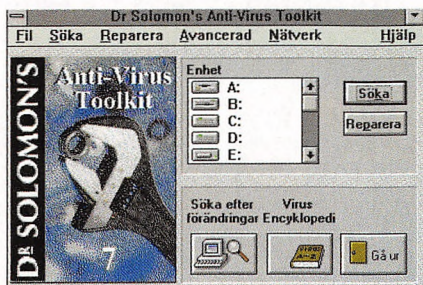 Dr Solomon's Anti-Virus Toolkit
Fil Söka Reparera Avancerad Nätverk Hjälp
DR SOLOMON'S
Anti-Virus
Toolkit
7
Enhet
A:
B:
C:
D:
E:
Söka
Reparera
Söka efter
förändringar
Virus
Encyklopedi
VIRUS
A-Z
Gå ur